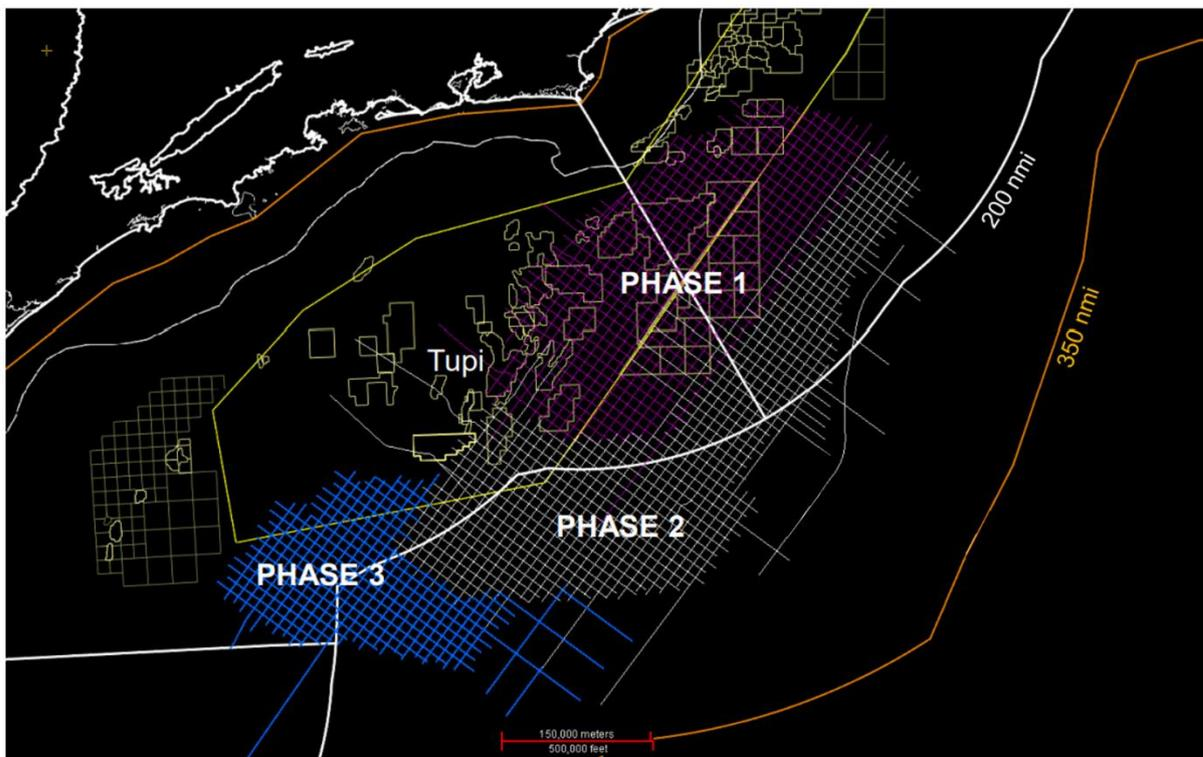 200 nmi
PHASE 1
350 nmi
Tupi
PHASE 2
PHASE 3
150,000 meters
500,000 feet